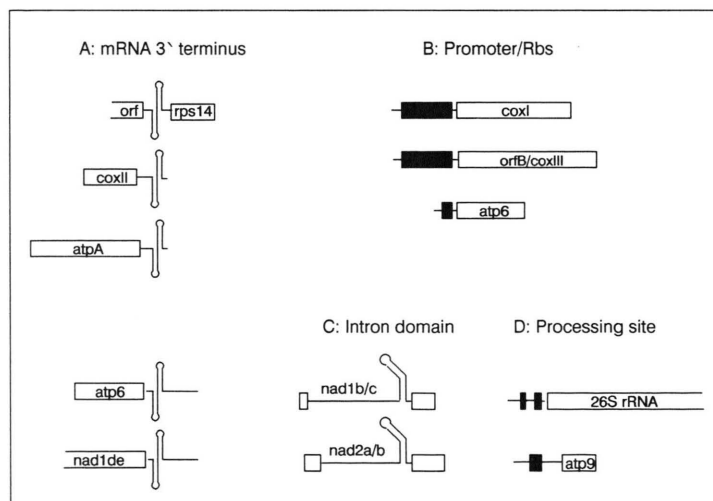 A: mRNA 3` terminus
orf
rps14
coxII
atpA
atp6
nad1de
B: Promoter/Rbs
coxI
orfB/coxIII
atp6
C: Intron domain
nad1b/c
nad2a/b
D: Processing site
26S rRNA
atp9